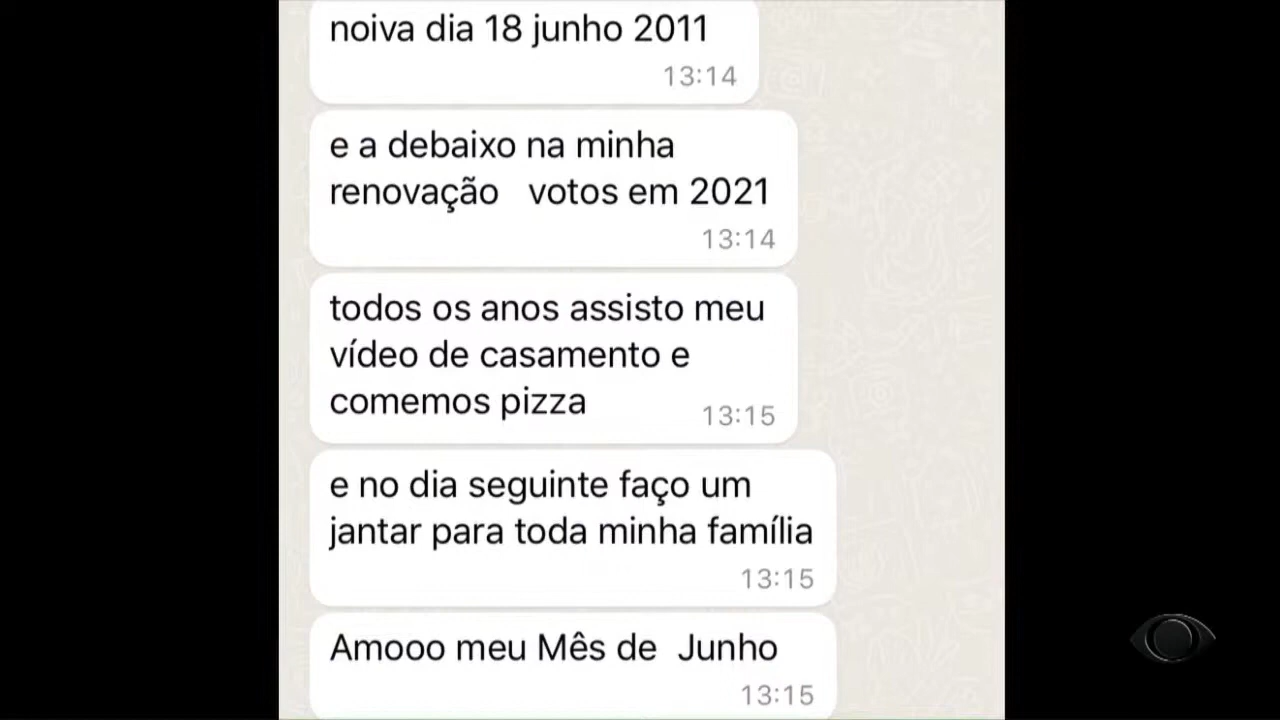 noiva dia 18 junho 2011
13:14
e a debaixo na minha
renovação   votos em 2021
13:14
todos os anos assisto meu
vídeo de casamento e
comemos pizza
13:15
e no dia seguinte faço um
jantar para toda minha família
13:15
Amooo meu Mês de  Junho
13:15